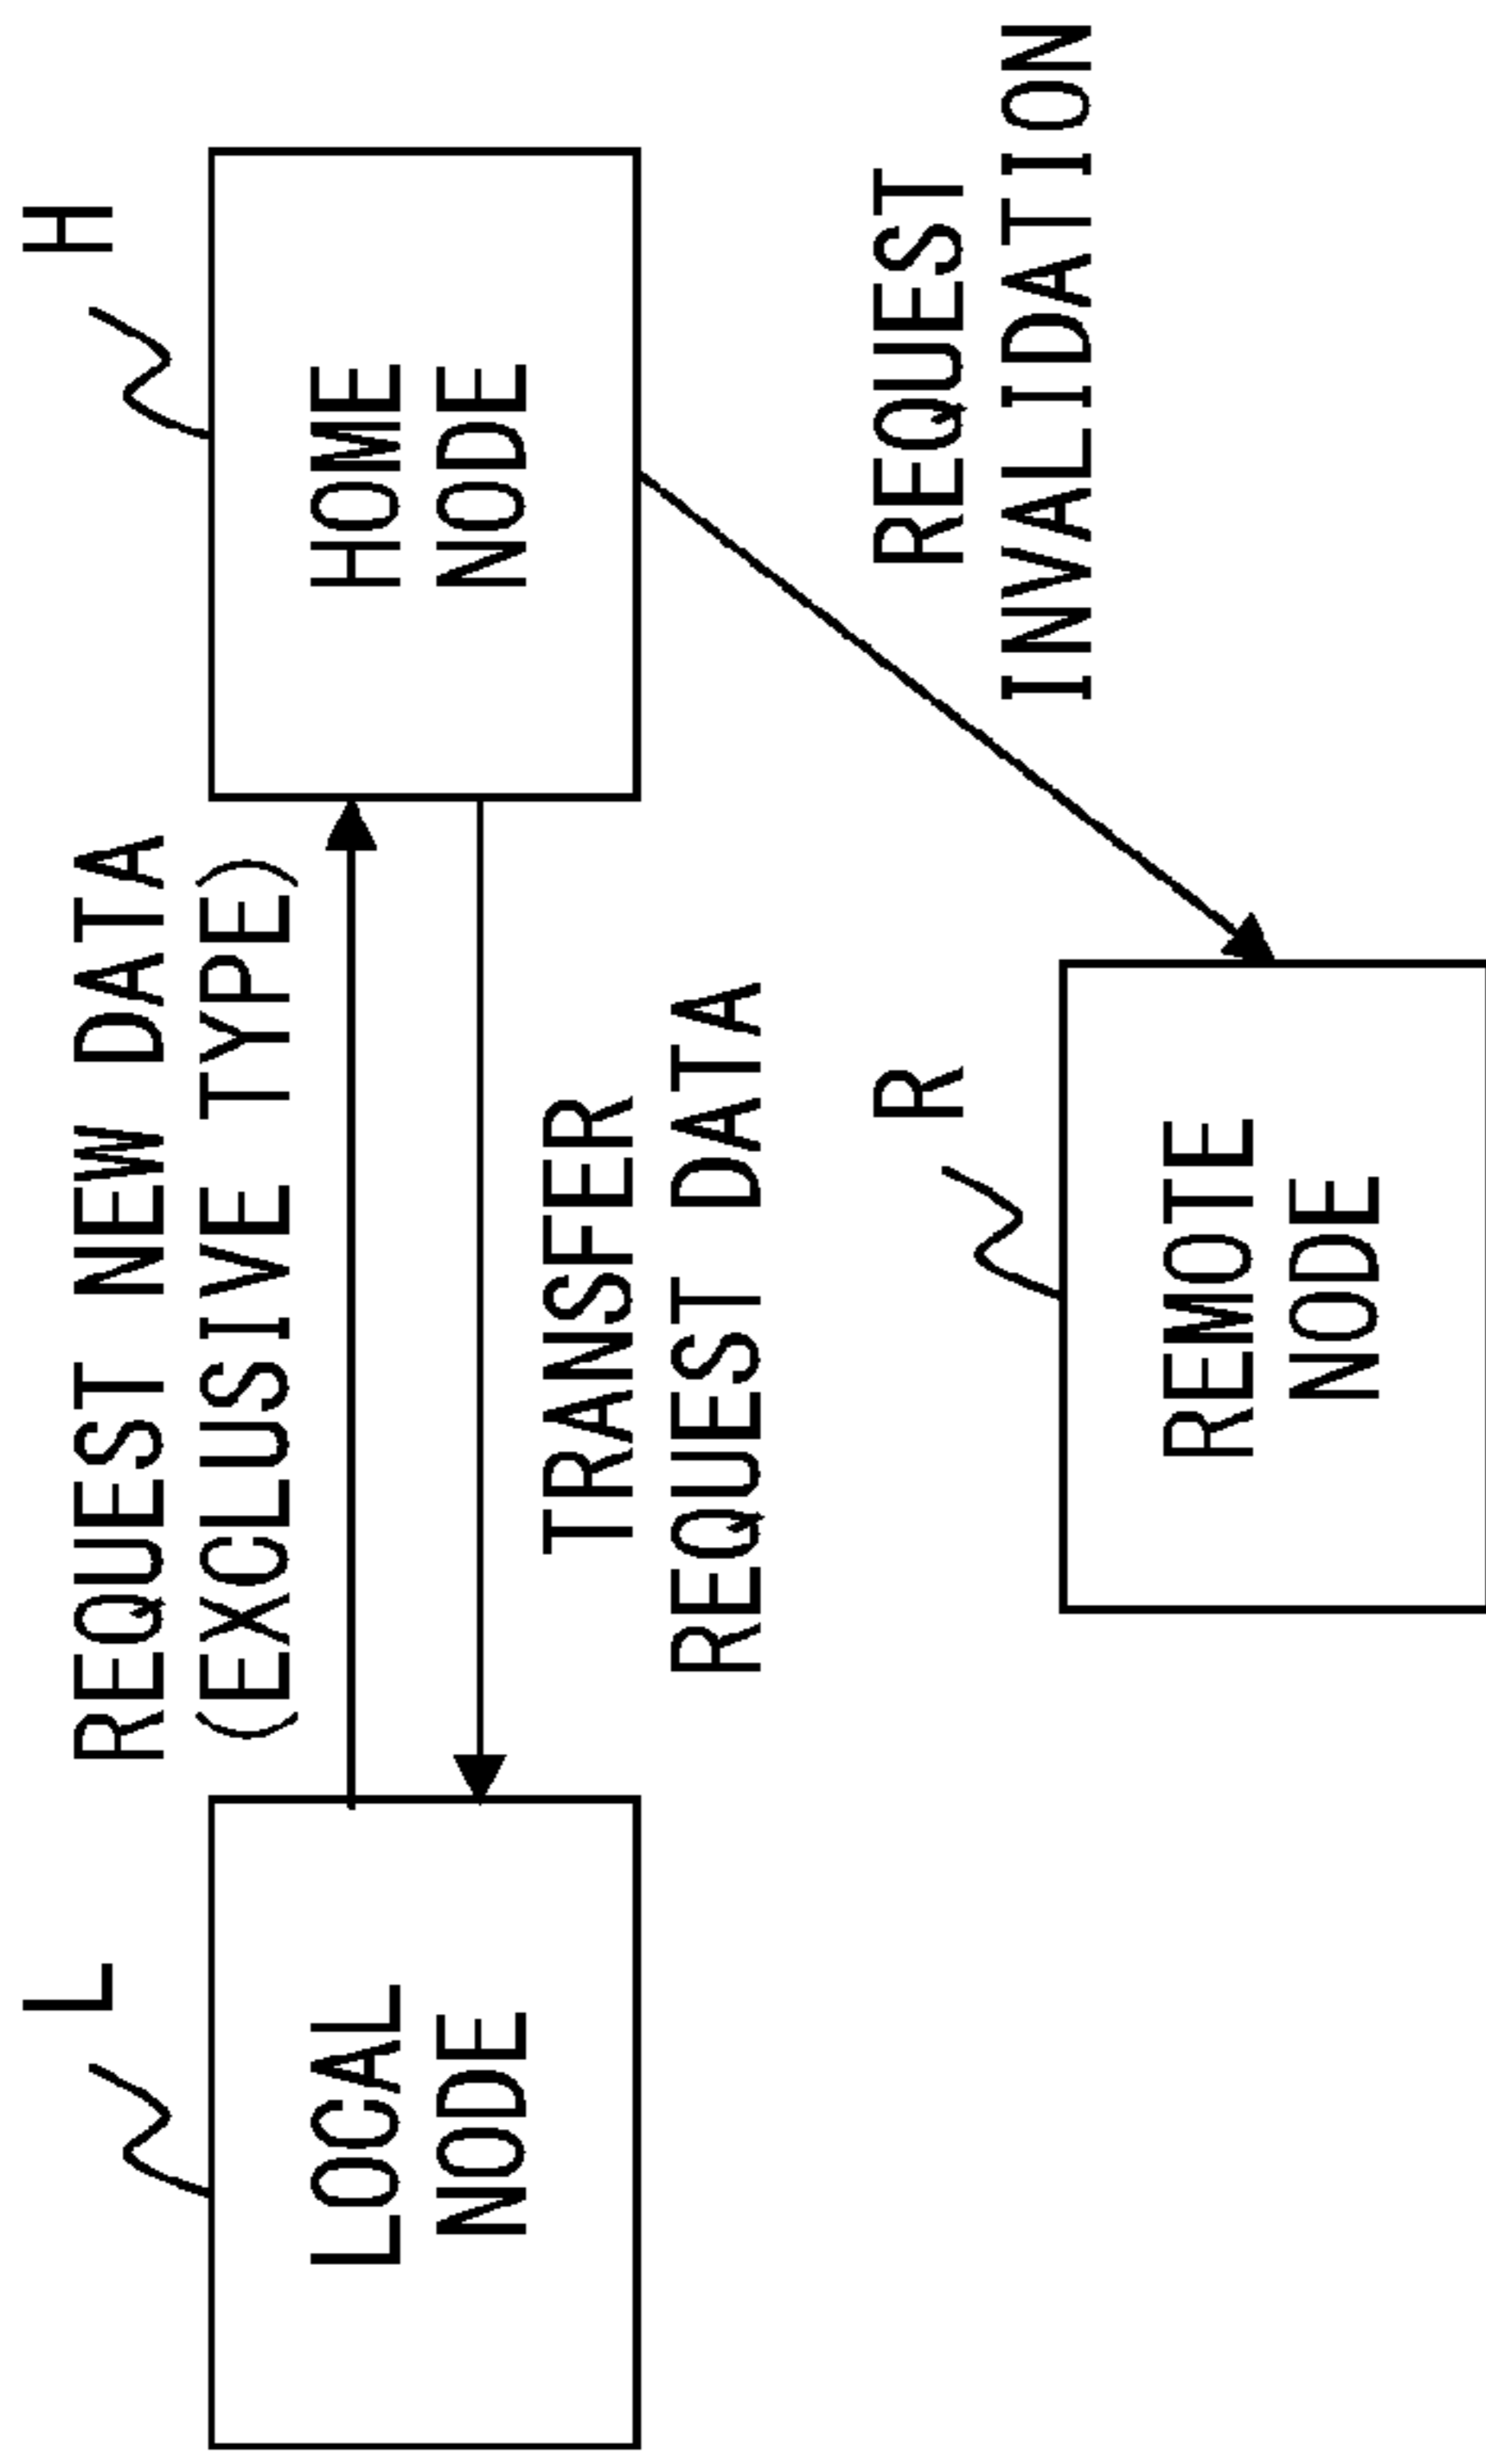 L
LOCAL
NODE
REQUEST NEW DATA
(EXCLUSIVE TYPE)
TRANSFER
REQUEST DATA
H
HOME
NODE
REQUEST
INVALIDATION
R
REMOTE
NODE